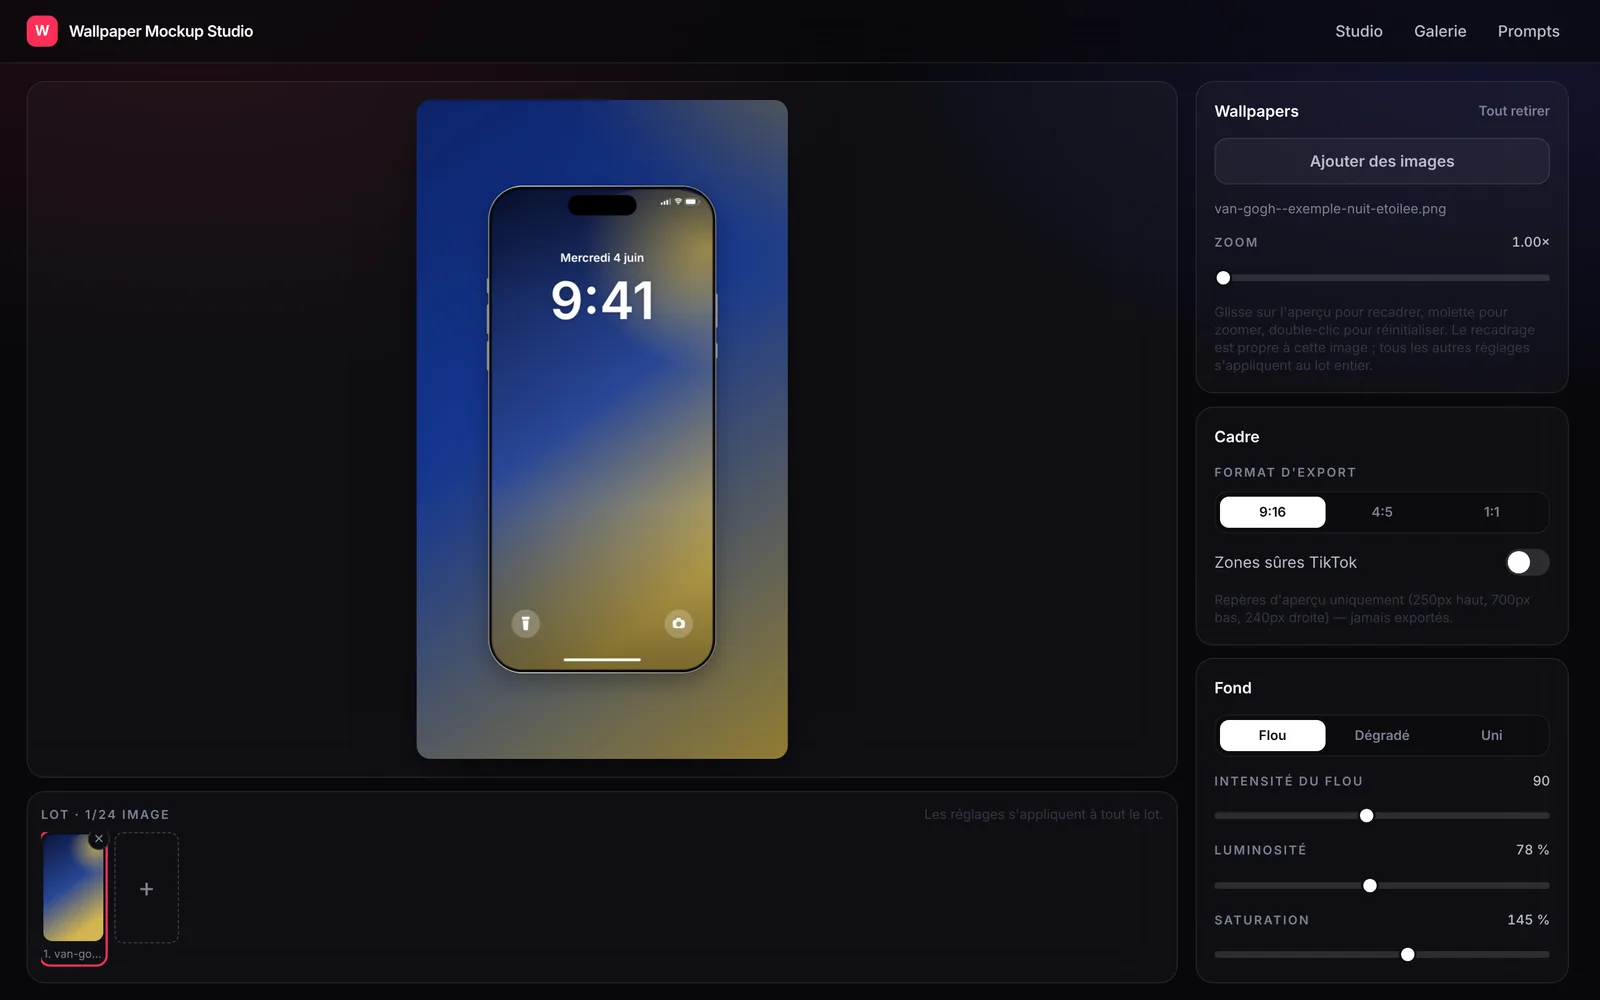 W
Wallpaper Mockup Studio
Studio
Galerie
Prompts
Mercredi 4 juin
9:41
LOT · 1/24 IMAGE
Les réglages s'appliquent à tout le lot.
1. van-go...
Wallpapers
Tout retirer
Ajouter des images
van-gogh--exemple-nuit-etoilee.png
ZOOM
1.00×
Glisse sur l'aperçu pour recadrer, molette pour
zoomer, double-clic pour réinitialiser. Le recadrage
est propre à cette image ; tous les autres réglages
s'appliquent au lot entier.
Cadre
FORMAT D'EXPORT
9:16
4:5
1:1
Zones sûres TikTok
Repères d'aperçu uniquement (250px haut, 700px
bas, 240px droite) — jamais exportés.
Fond
Flou
Dégradé
Uni
INTENSITÉ DU FLOU
90
LUMINOSITÉ
78 %
SATURATION
145 %